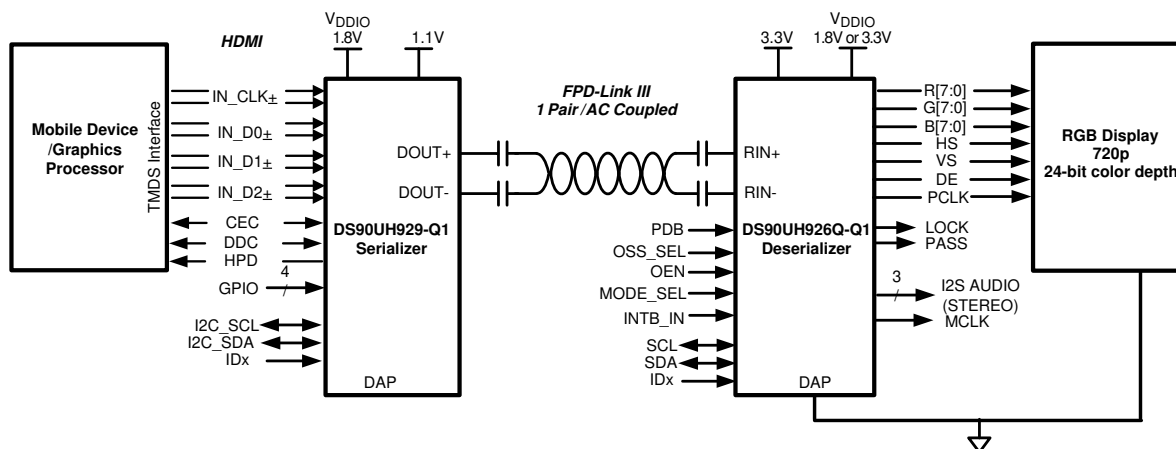 HDMI
VDDIO
1.8V
1.1V
Mobile Device
/Graphics
Processor
TMDS Interface
IN_CLK±
IN_D0±
IN_D1±
IN_D2±
CEC
DDC
HPD
4
GPIO
I2C_SCL
I2C_SDA
IDx
DOUT+
DOUT-
DS90UH929-Q1
Serializer
DAP
FPD-Link III
1 Pair /AC Coupled
3.3V
VDDIO
1.8V or 3.3V
RIN+
RIN-
PDB
OSS_SEL
OEN
MODE_SEL
INTB_IN
SCL
SDA
IDx
DS90UH926Q-Q1
Deserializer
DAP
R[7:0]
G[7:0]
B[7:0]
HS
VS
DE
PCLK
LOCK
PASS
3
I2S AUDIO
(STEREO)
MCLK
RGB Display
720p
24-bit color depth